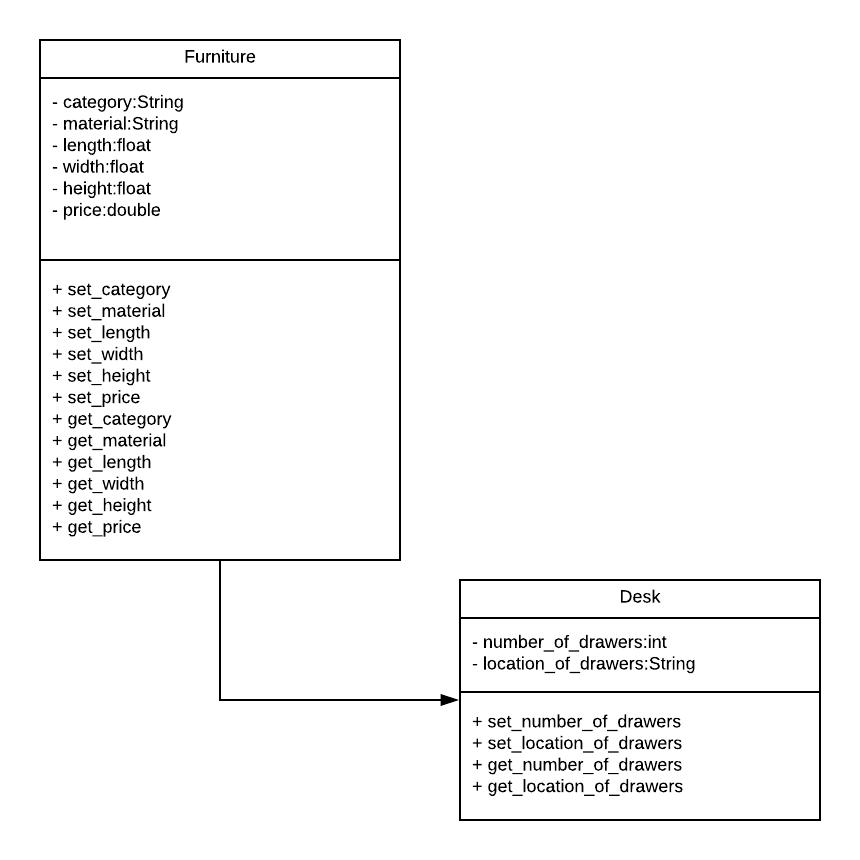 Furniture
- category:String
- material:String
- length:float
- width:float
- height:float
- price:double
+ set_category
+ set_material
+ set_length
+ set_width
+ set_height
+ set_price
+ get_category
+ get_material
+ get_length
+ get_width
+ get_height
+ get_price
Desk
- number_of_drawers:int
- location_of_drawers:String
+ set_number_of_drawers
+ set_location_of_drawers
+ get_number_of_drawers
+ get_location_of_drawers